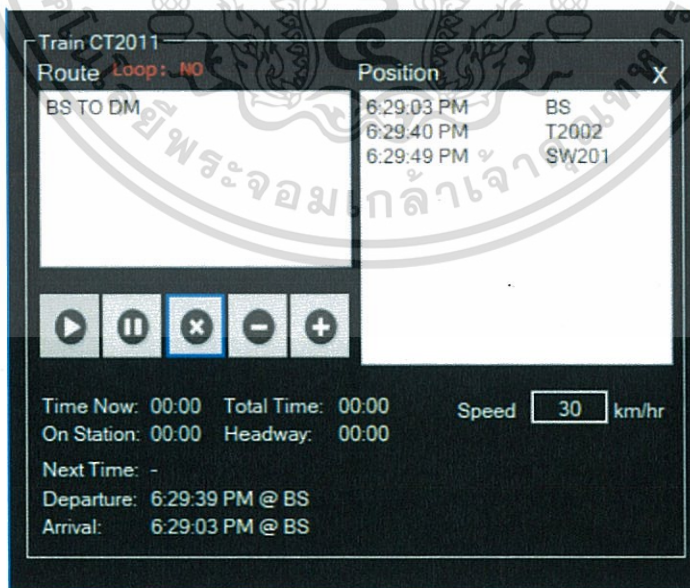 Train CT2011
Route Loop: NO
BS TO DM
Position X
6:29:03 PM BS
6:29:40 PM T2002
6:29:49 PM SW201
Time Now: 00:00 Total Time: 00:00
On Station: 00:00 Headway: 00:00
Speed 30 km/hr
Next Time: -
Departure: 6:29:39 PM @ BS
Arrival: 6:29:03 PM @ BS